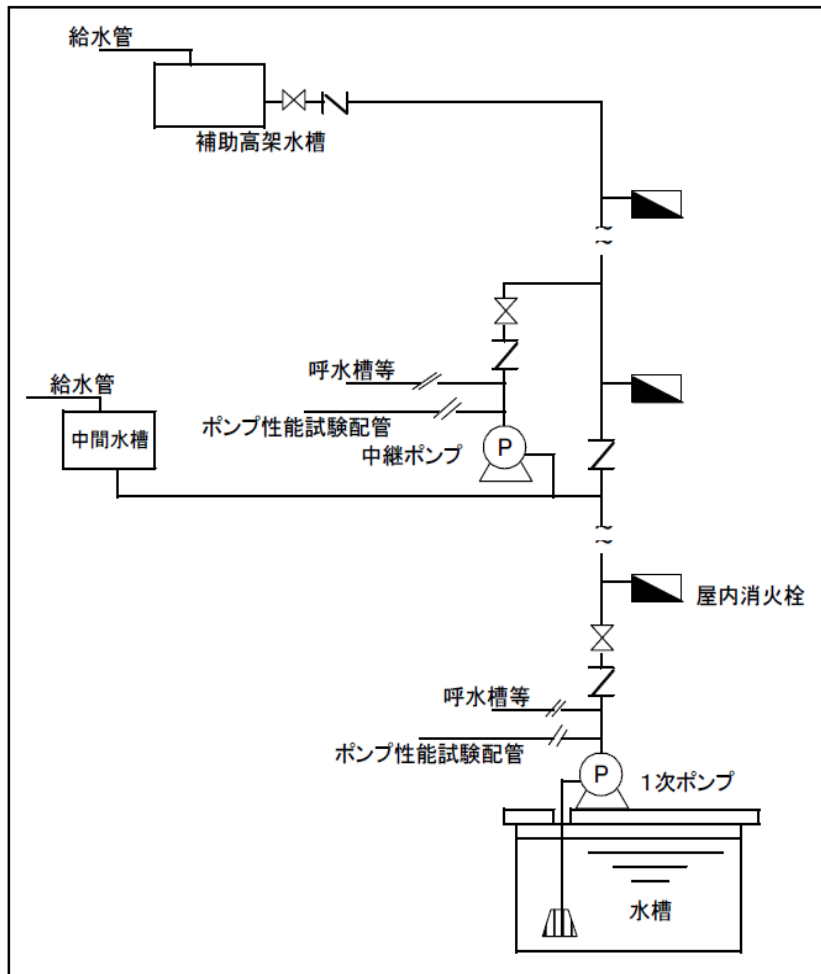 給水管
補助高架水槽
呼水槽等
給水管
ポンプ性能試験配管
中間水槽
中継ポンプ
P
屋内消火栓
呼水槽等
ポンプ性能試験配管
P
1次ポンプ
水槽